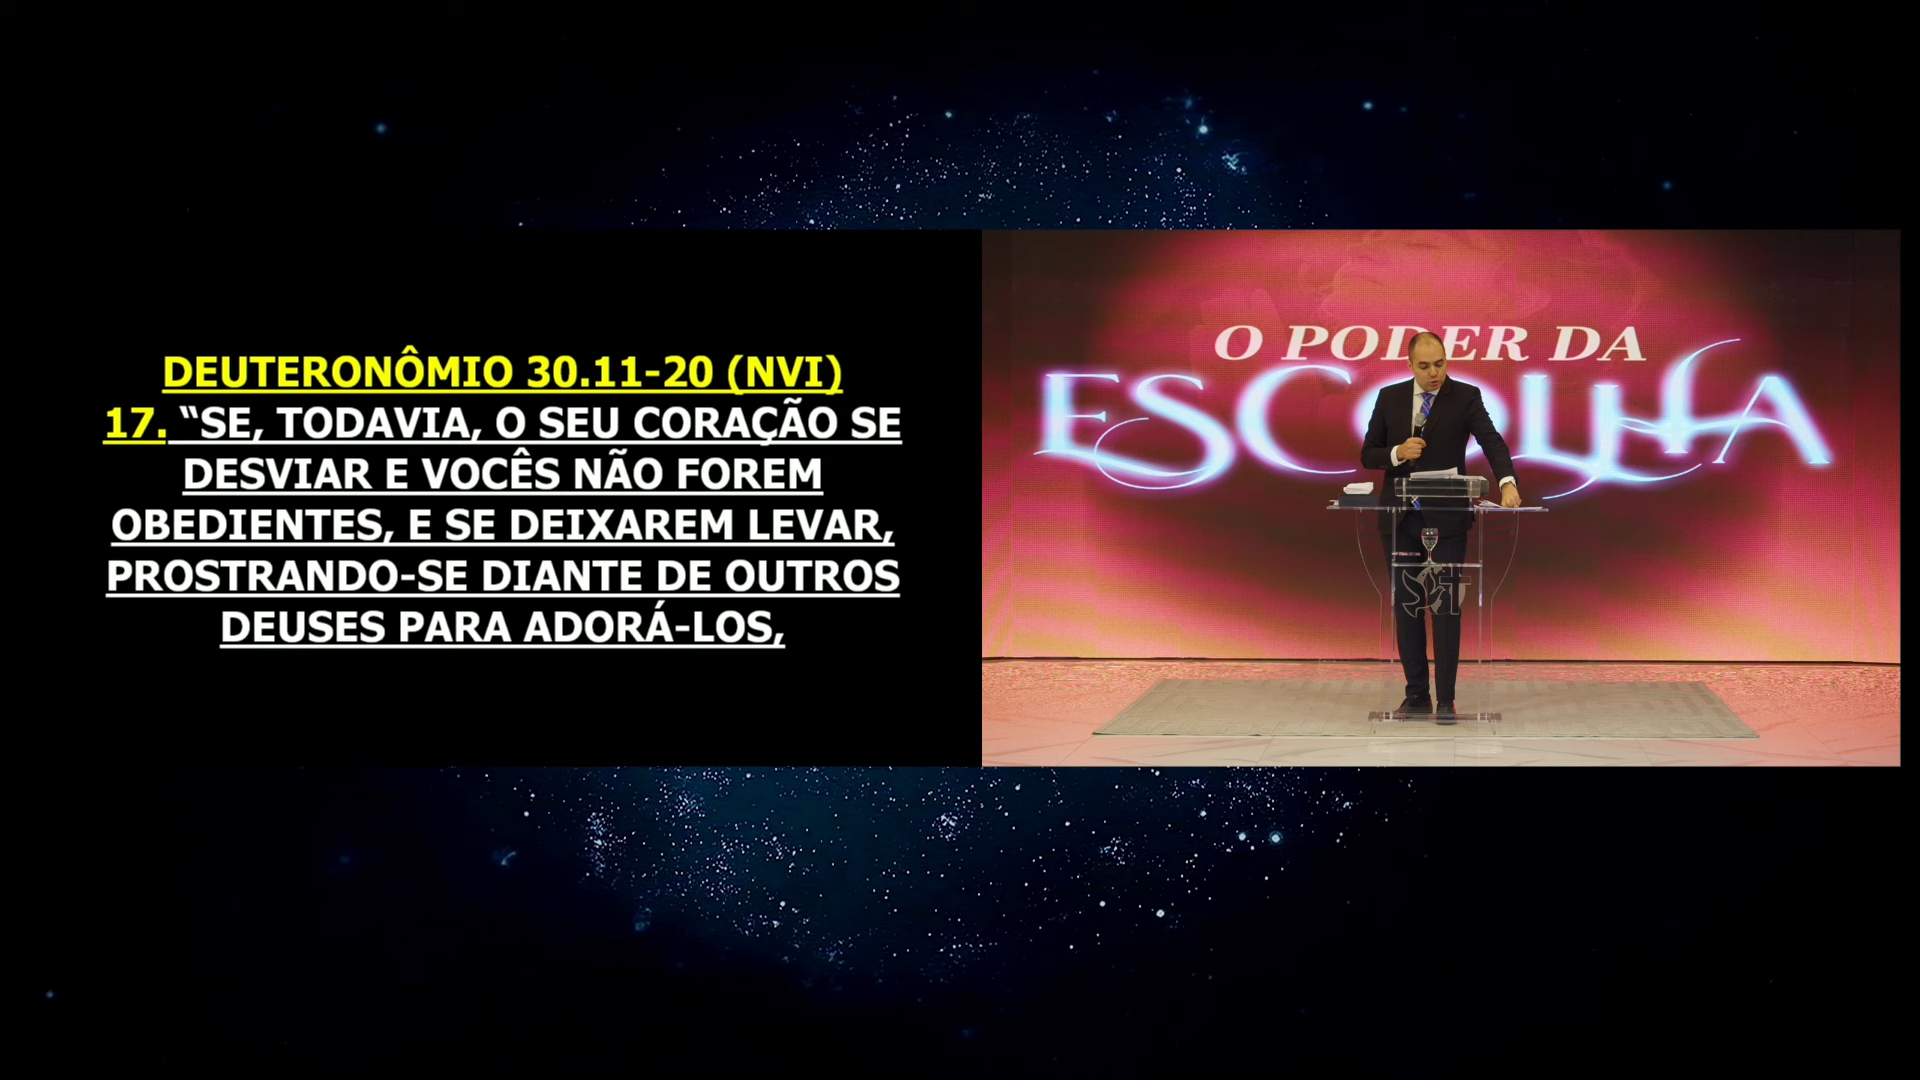 DEUTERONÔMIO 30.11-20 (NVI)
17. “SE, TODAVIA, O SEU CORAÇÃO SE
DESVIAR E VOCÊS NÃO FOREM
OBEDIENTES, E SE DEIXAREM LEVAR,
PROSTRANDO-SE DIANTE DE OUTROS
DEUSES PARA ADORÁ-LOS,
O PODER DA
ESCOLHA